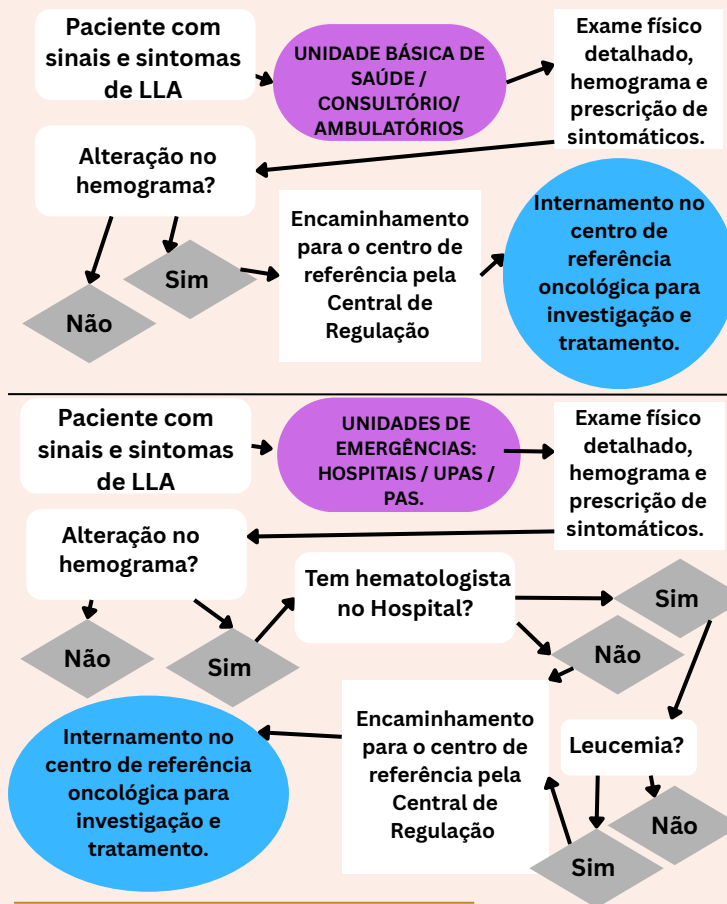 Paciente com
sinais e sintomas
de LLA
UNIDADE BÁSICA DE
SAÚDE /
CONSULTÓRIO/
AMBULATÓRIOS
Exame físico
detalhado,
hemograma e
prescrição de
sintomáticos.
Alteração no
hemograma?
Não
Sim
Encaminhamento
para o centro de
referência pela
Central de
Regulação
Internamento no
centro de
referência
oncológica para
investigação e
tratamento.
Paciente com
sinais e sintomas
de LLA
UNIDADES DE
EMERGÊNCIAS:
HOSPITAIS / UPAS /
PAS.
Exame físico
detalhado,
hemograma e
prescrição de
sintomáticos.
Alteração no
hemograma?
Não
Sim
Tem hematologista
no Hospital?
Sim
Não
Leucemia?
Não
Sim
Encaminhamento
para o centro de
referência pela
Central de
Regulação
Internamento no
centro de referência
oncológica para
investigação e
tratamento.